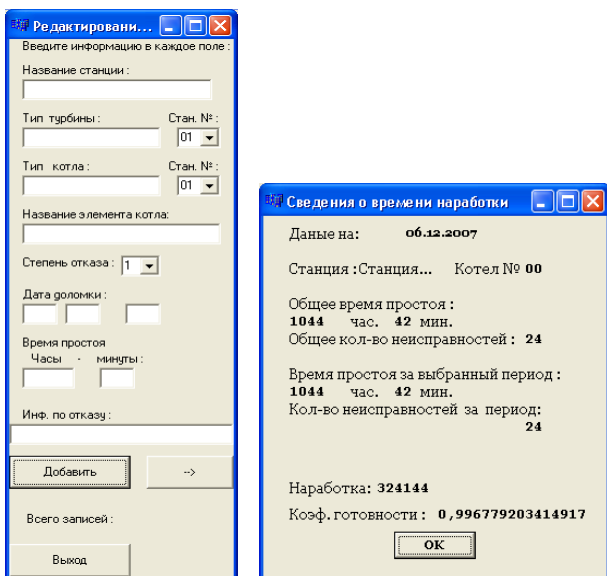 Редактировани...
Введите информацию в каждое поле :
Название станции :
Тип турбины : Стан. № :
01
Тип котла : Стан. № :
01
Название элемента котла:
Степень отказа : 1
Дата доломки :
Время простоя
Часы - минуты :
Инф. по отказу :
Добавить -->
Всего записей :
Выход
Сведения о времени наработки
Даные на: 06.12.2007
Станция :Станция... Котел № 00
Общее время простоя :
1044 час. 42 мин.
Общее кол-во неисправностей : 24
Время простоя за выбранный период :
1044 час. 42 мин.
Кол-во неисправностей за период:
24
Наработка: 324144
Коэф.готовности : 0,996779203414917
OK